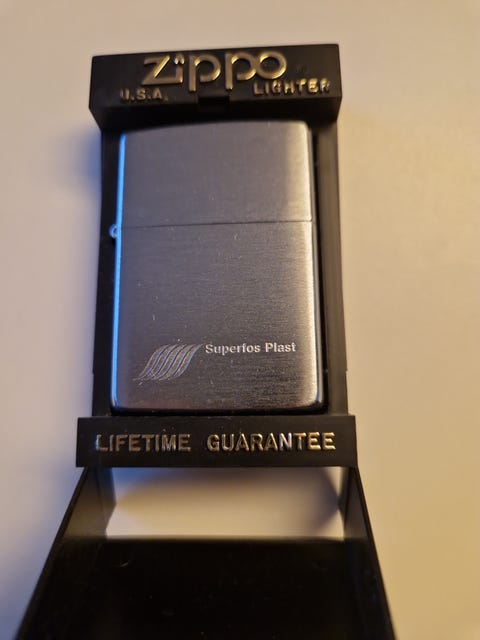 Zippo
U.S.A. LIGHTER
Superfos Plast
LIFETIME GUARANTEE